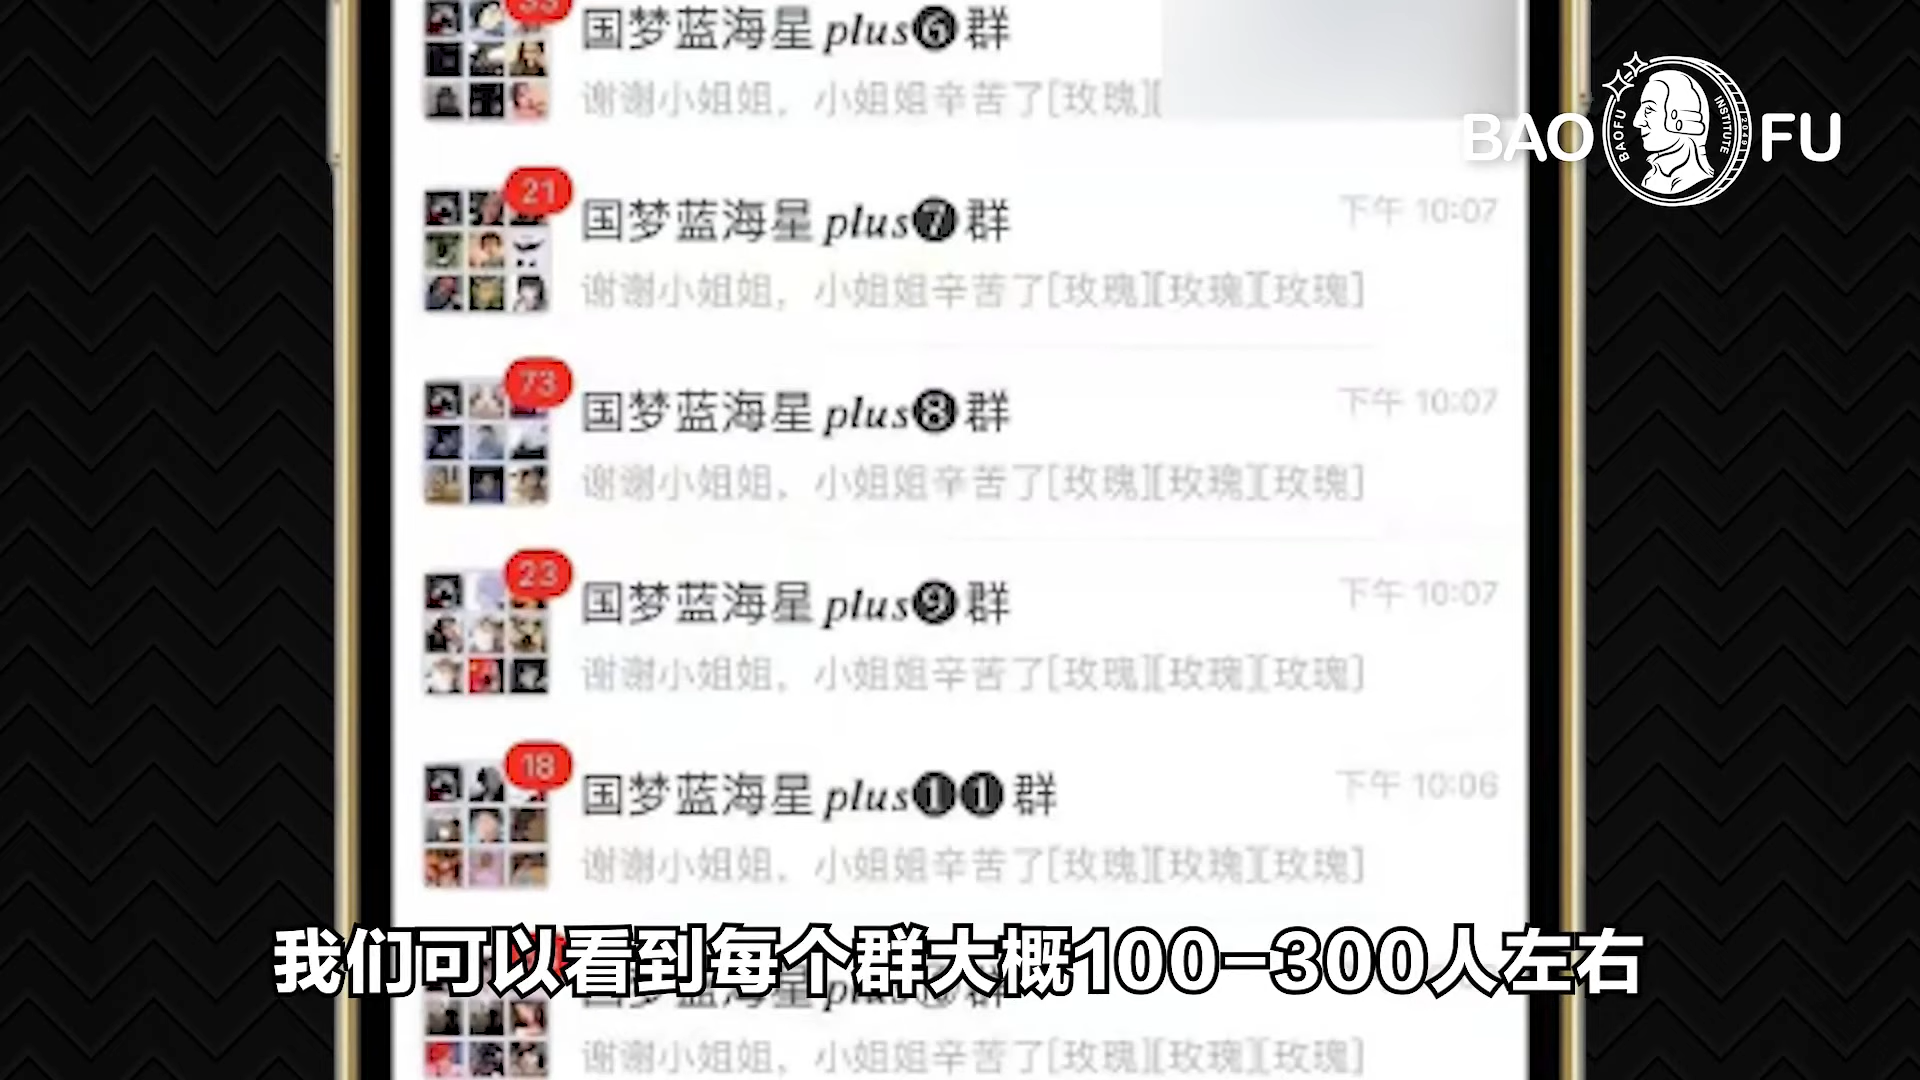 33
国梦蓝海星 plus❻群
谢谢小姐姐，小姐姐辛苦了[玫瑰][
BAO FU
BAOFU INSTITUTE 2049
21
国梦蓝海星 plus❼群
下午 10:07
谢谢小姐姐，小姐姐辛苦了[玫瑰][玫瑰][玫瑰]
73
国梦蓝海星 plus❽群
下午 10:07
谢谢小姐姐，小姐姐辛苦了[玫瑰][玫瑰][玫瑰]
23
国梦蓝海星 plus❾群
下午 10:07
谢谢小姐姐，小姐姐辛苦了[玫瑰][玫瑰][玫瑰]
18
国梦蓝海星 plus❶❶群
下午 10:06
谢谢小姐姐，小姐姐辛苦了[玫瑰][玫瑰][玫瑰]
我们可以看到每个群大概100-300人左右
谢谢小姐姐，小姐姐辛苦了[玫瑰][玫瑰][玫瑰]